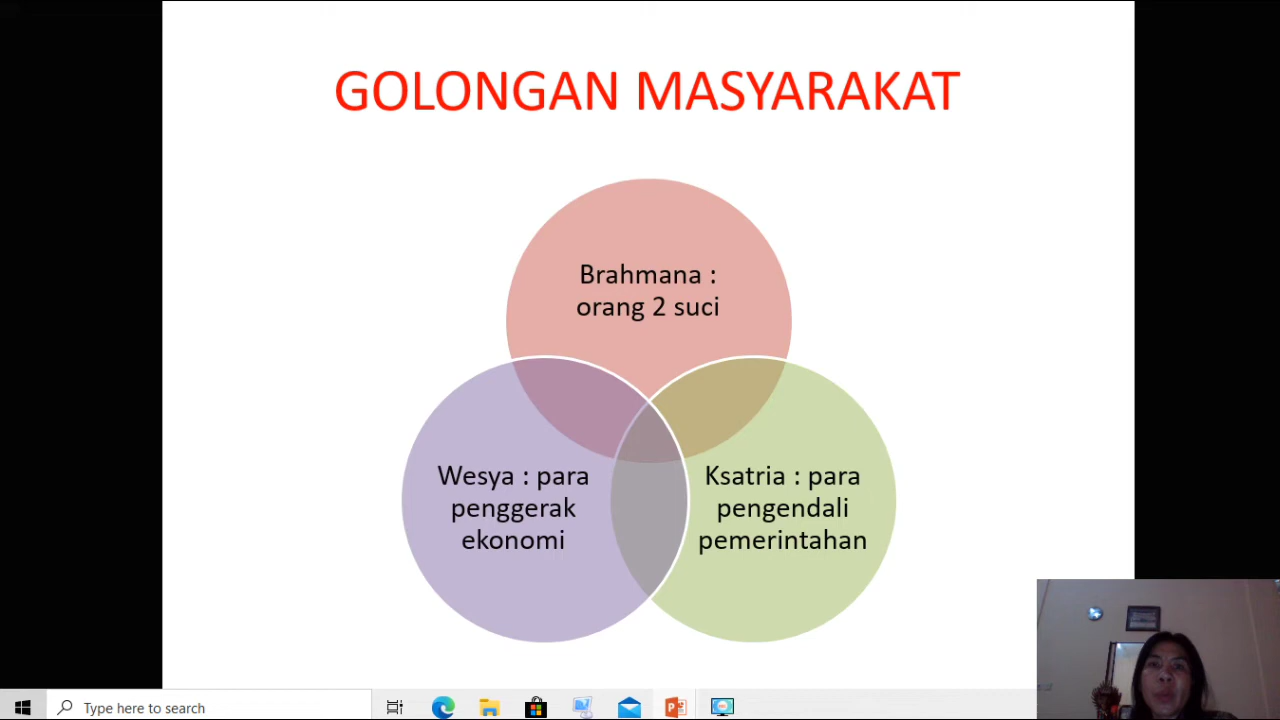 GOLONGAN MASYARAKAT
Brahmana :
orang 2 suci
Wesya : para
penggerak
ekonomi
Ksatria : para
pengendali
pemerintahan
Type here to search